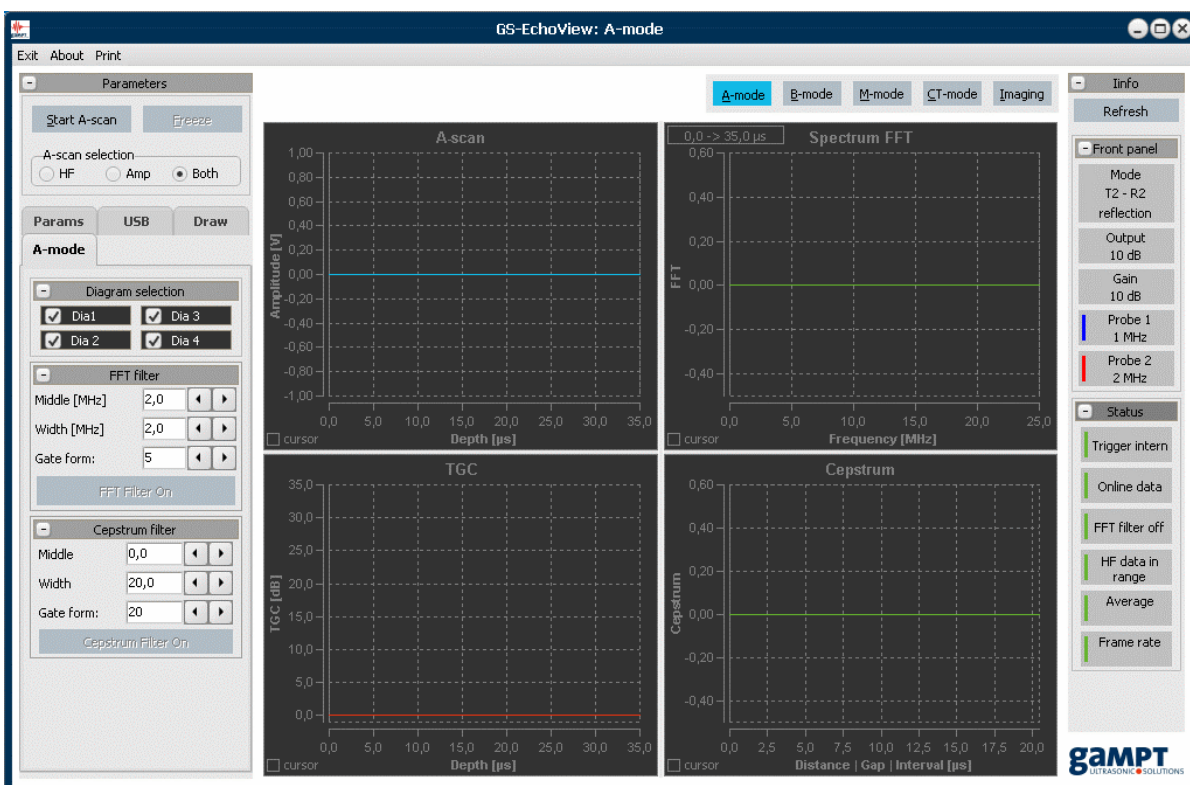 GAMPT
GS-EchoView: A-mode
Exit About Print
Parameters
Start A-scan Freeze
A-scan selection
HF Amp Both
Params USB Draw
A-mode
Diagram selection
Dia1 Dia 3
Dia 2 Dia 4
FFT filter
Middle [MHz] 2,0
Width [MHz] 2,0
Gate form: 5
FFT Filter On
Cepstrum filter
Middle 0,0
Width 20,0
Gate form: 20
Cepstrum Filter On
A-mode B-mode M-mode CT-mode Imaging
A-scan
1,00
0,80
0,60
0,40
0,20
0,00
-0,20
-0,40
-0,60
-0,80
-1,00
Amplitude [V]
0,0 5,0 10,0 15,0 20,0 25,0 30,0 35,0
cursor Depth [µs]
0,0 -> 35,0 µs Spectrum FFT
0,60
0,40
0,20
0,00
-0,20
-0,40
FFT
0,0 5,0 10,0 15,0 20,0 25,0
cursor Frequency [MHz]
TGC
35,0
30,0
25,0
20,0
15,0
10,0
5,0
0,0
TGC [dB]
0,0 5,0 10,0 15,0 20,0 25,0 30,0 35,0
cursor Depth [µs]
Cepstrum
0,60
0,40
0,20
0,00
-0,20
-0,40
Cepstrum
0,0 2,5 5,0 7,5 10,0 12,5 15,0 17,5 20,0
cursor Distance | Gap | Interval [µs]
Iinfo
Refresh
Front panel
Mode
T2 - R2
reflection
Output
10 dB
Gain
10 dB
Probe 1
1 MHz
Probe 2
2 MHz
Status
Trigger intern
Online data
FFT filter off
HF data in
range
Average
Frame rate
gAMPT
ULTRASONIC SOLUTIONS